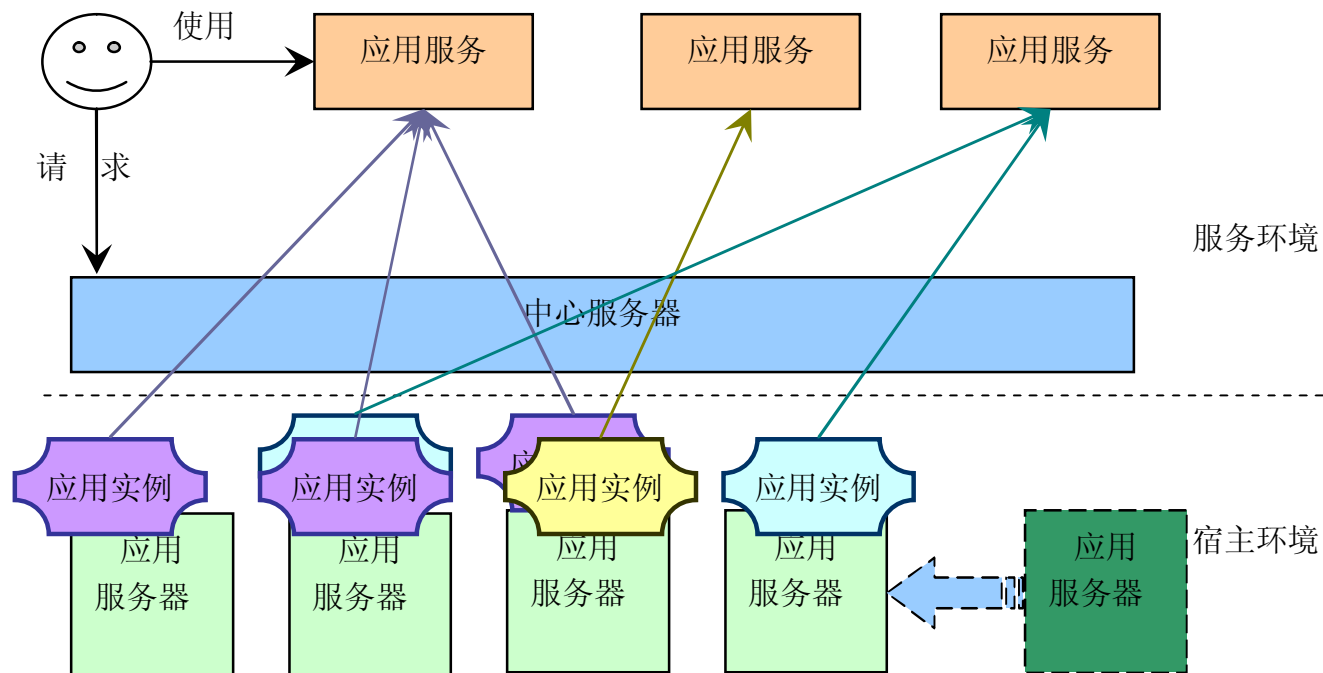 使用
应用服务
应用服务
应用服务
请 求
服务环境
中心服务器
应用实例
应用实例
应
应用实例
应用实例
应用
服务器
应用
服务器
应用
服务器
应用
服务器
应用
服务器
宿主环境